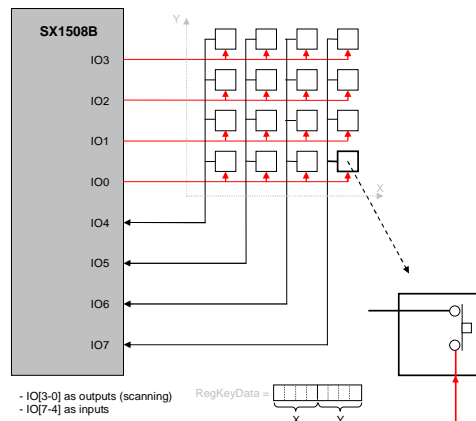 Y
SX1508B
IO3
IO2
IO1
IO0
X
IO4
IO5
IO6
IO7
RegKeyData =
- IO[3-0] as outputs (scanning)
- IO[7-4] as inputs
X Y